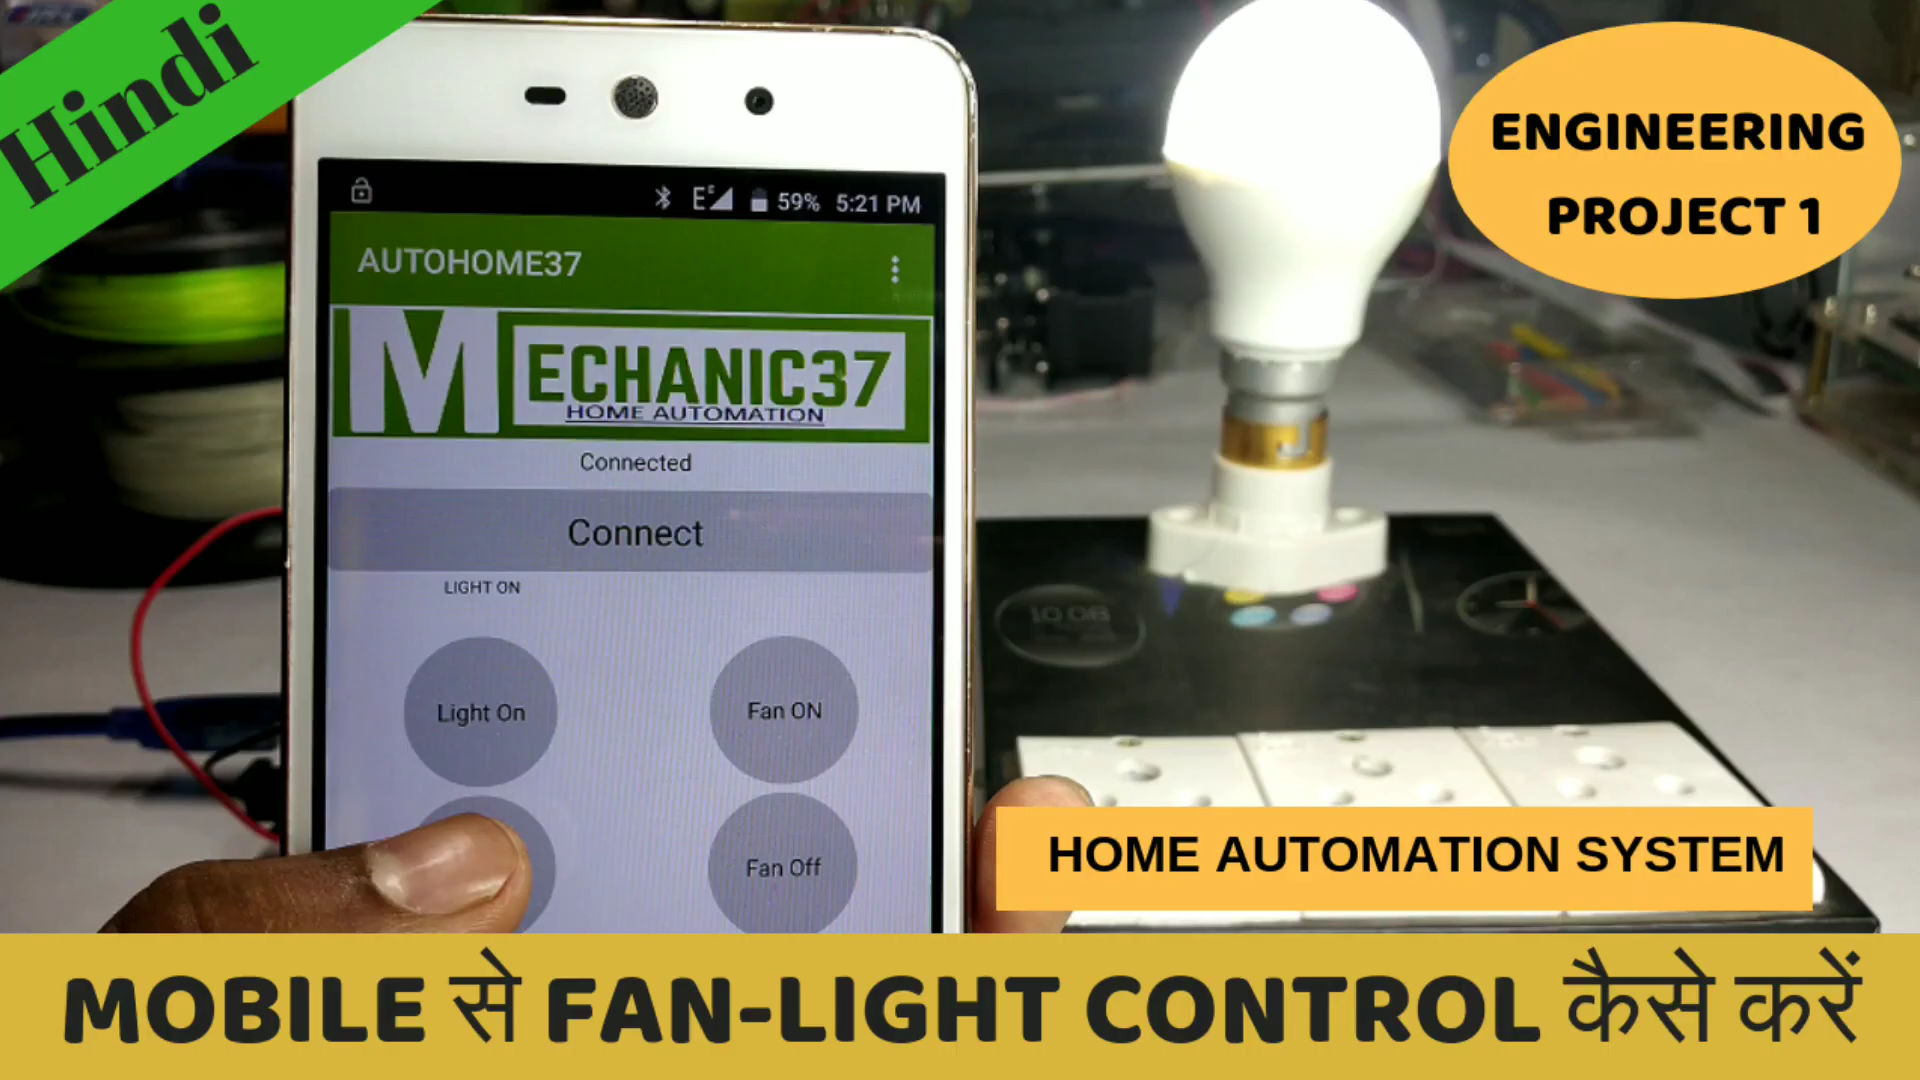 Hindi
ENGINEERING
PROJECT 1
59% 5:21 PM
AUTOHOME37
MECHANIC37
HOME AUTOMATION
Connected
Connect
LIGHT ON
Light On
Fan ON
Fan Off
HOME AUTOMATION SYSTEM
MOBILE से FAN-LIGHT CONTROL कैसे करें